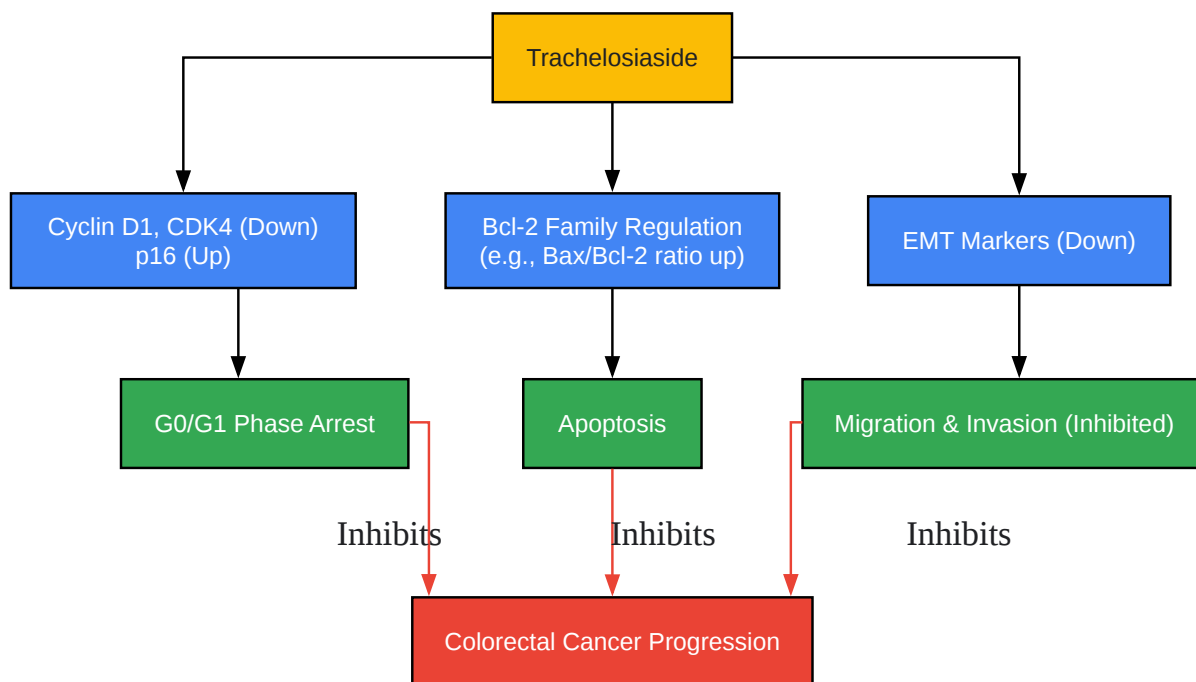 Trachelosiaside
Cyclin D1, CDK4 (Down)
p16 (Up)
Bcl-2 Family Regulation
(e.g., Bax/Bcl-2 ratio up)
EMT Markers (Down)
G0/G1 Phase Arrest
Apoptosis
Migration & Invasion (Inhibited)
Inhibits
Inhibits
Inhibits
Colorectal Cancer Progression